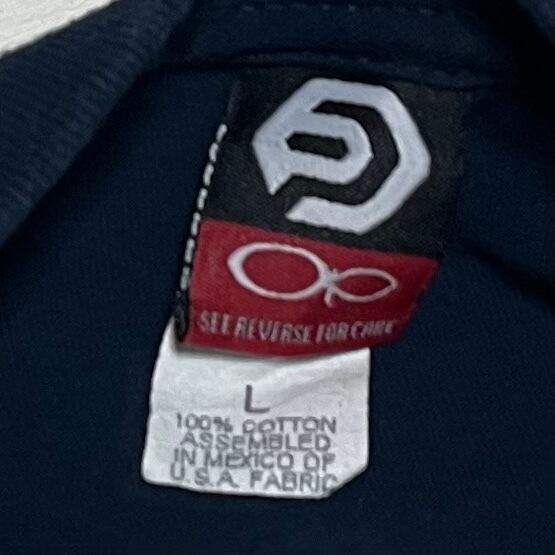 Op
SEE REVERSE FOR CARE
L
100% COTTON
ASSEMBLED
IN MEXICO OF
U.S.A. FABRIC